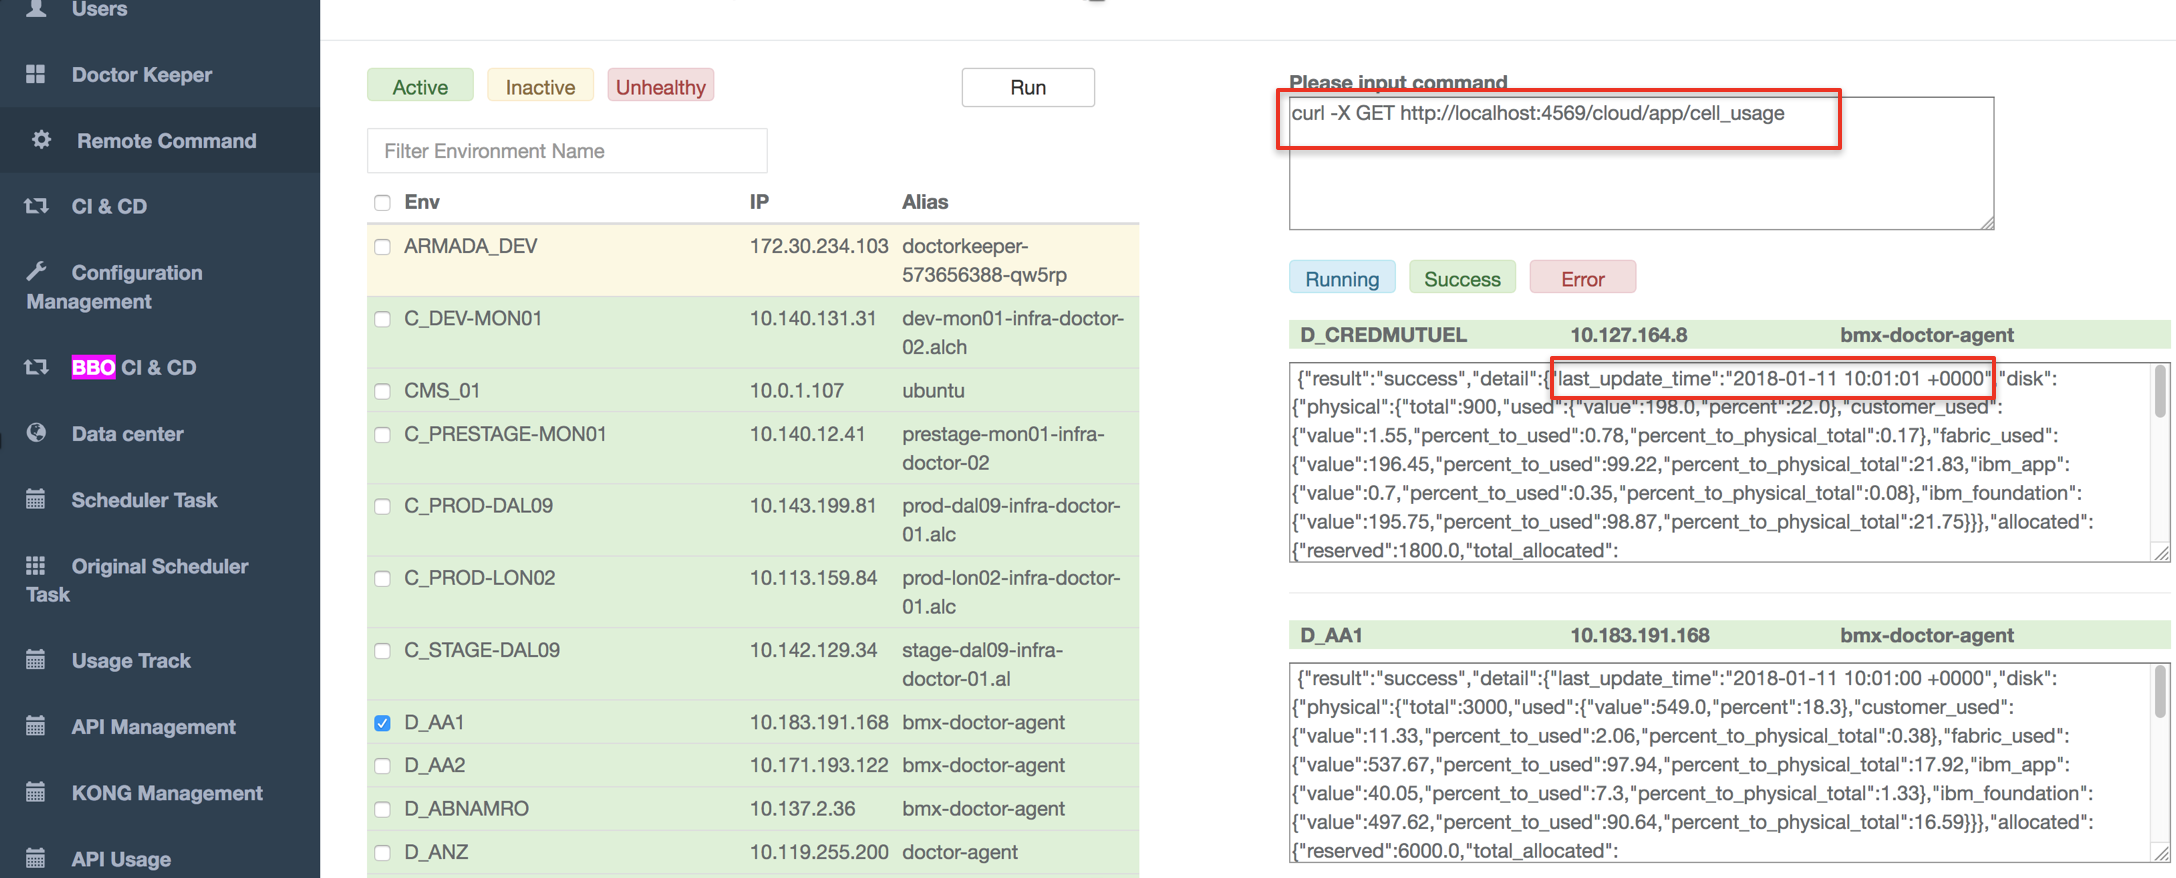 Users
Doctor Keeper
Remote Command
CI & CD
Configuration
Management
BBO CI & CD
Data center
Scheduler Task
Original Scheduler
Task
Usage Track
API Management
KONG Management
API Usage
Active Inactive Unhealthy Run
Filter Environment Name
Env IP Alias
ARMADA_DEV 172.30.234.103 doctorkeeper-
573656388-qw5rp
C_DEV-MON01 10.140.131.31 dev-mon01-infra-doctor-
02.alch
CMS_01 10.0.1.107 ubuntu
C_PRESTAGE-MON01 10.140.12.41 prestage-mon01-infra-
doctor-02
C_PROD-DAL09 10.143.199.81 prod-dal09-infra-doctor-
01.alc
C_PROD-LON02 10.113.159.84 prod-lon02-infra-doctor-
01.alc
C_STAGE-DAL09 10.142.129.34 stage-dal09-infra-
doctor-01.al
D_AA1 10.183.191.168 bmx-doctor-agent
D_AA2 10.171.193.122 bmx-doctor-agent
D_ABNAMRO 10.137.2.36 bmx-doctor-agent
D_ANZ 10.119.255.200 doctor-agent
Please input command
curl -X GET http://localhost:4569/cloud/app/cell_usage
Running Success Error
D_CREDMUTUEL 10.127.164.8 bmx-doctor-agent
{"result":"success","detail":{"last_update_time":"2018-01-11 10:01:01 +0000","disk":
{"physical":{"total":900,"used":{"value":198.0,"percent":22.0},"customer_used":
{"value":1.55,"percent_to_used":0.78,"percent_to_physical_total":0.17},"fabric_used":
{"value":196.45,"percent_to_used":99.22,"percent_to_physical_total":21.83,"ibm_app":
{"value":0.7,"percent_to_used":0.35,"percent_to_physical_total":0.08},"ibm_foundation":
{"value":195.75,"percent_to_used":98.87,"percent_to_physical_total":21.75}}},"allocated":
{"reserved":1800.0,"total_allocated":
D_AA1 10.183.191.168 bmx-doctor-agent
{"result":"success","detail":{"last_update_time":"2018-01-11 10:01:00 +0000","disk":
{"physical":{"total":3000,"used":{"value":549.0,"percent":18.3},"customer_used":
{"value":11.33,"percent_to_used":2.06,"percent_to_physical_total":0.38},"fabric_used":
{"value":537.67,"percent_to_used":97.94,"percent_to_physical_total":17.92,"ibm_app":
{"value":40.05,"percent_to_used":7.3,"percent_to_physical_total":1.33},"ibm_foundation":
{"value":497.62,"percent_to_used":90.64,"percent_to_physical_total":16.59}}},"allocated":
{"reserved":6000.0,"total_allocated":